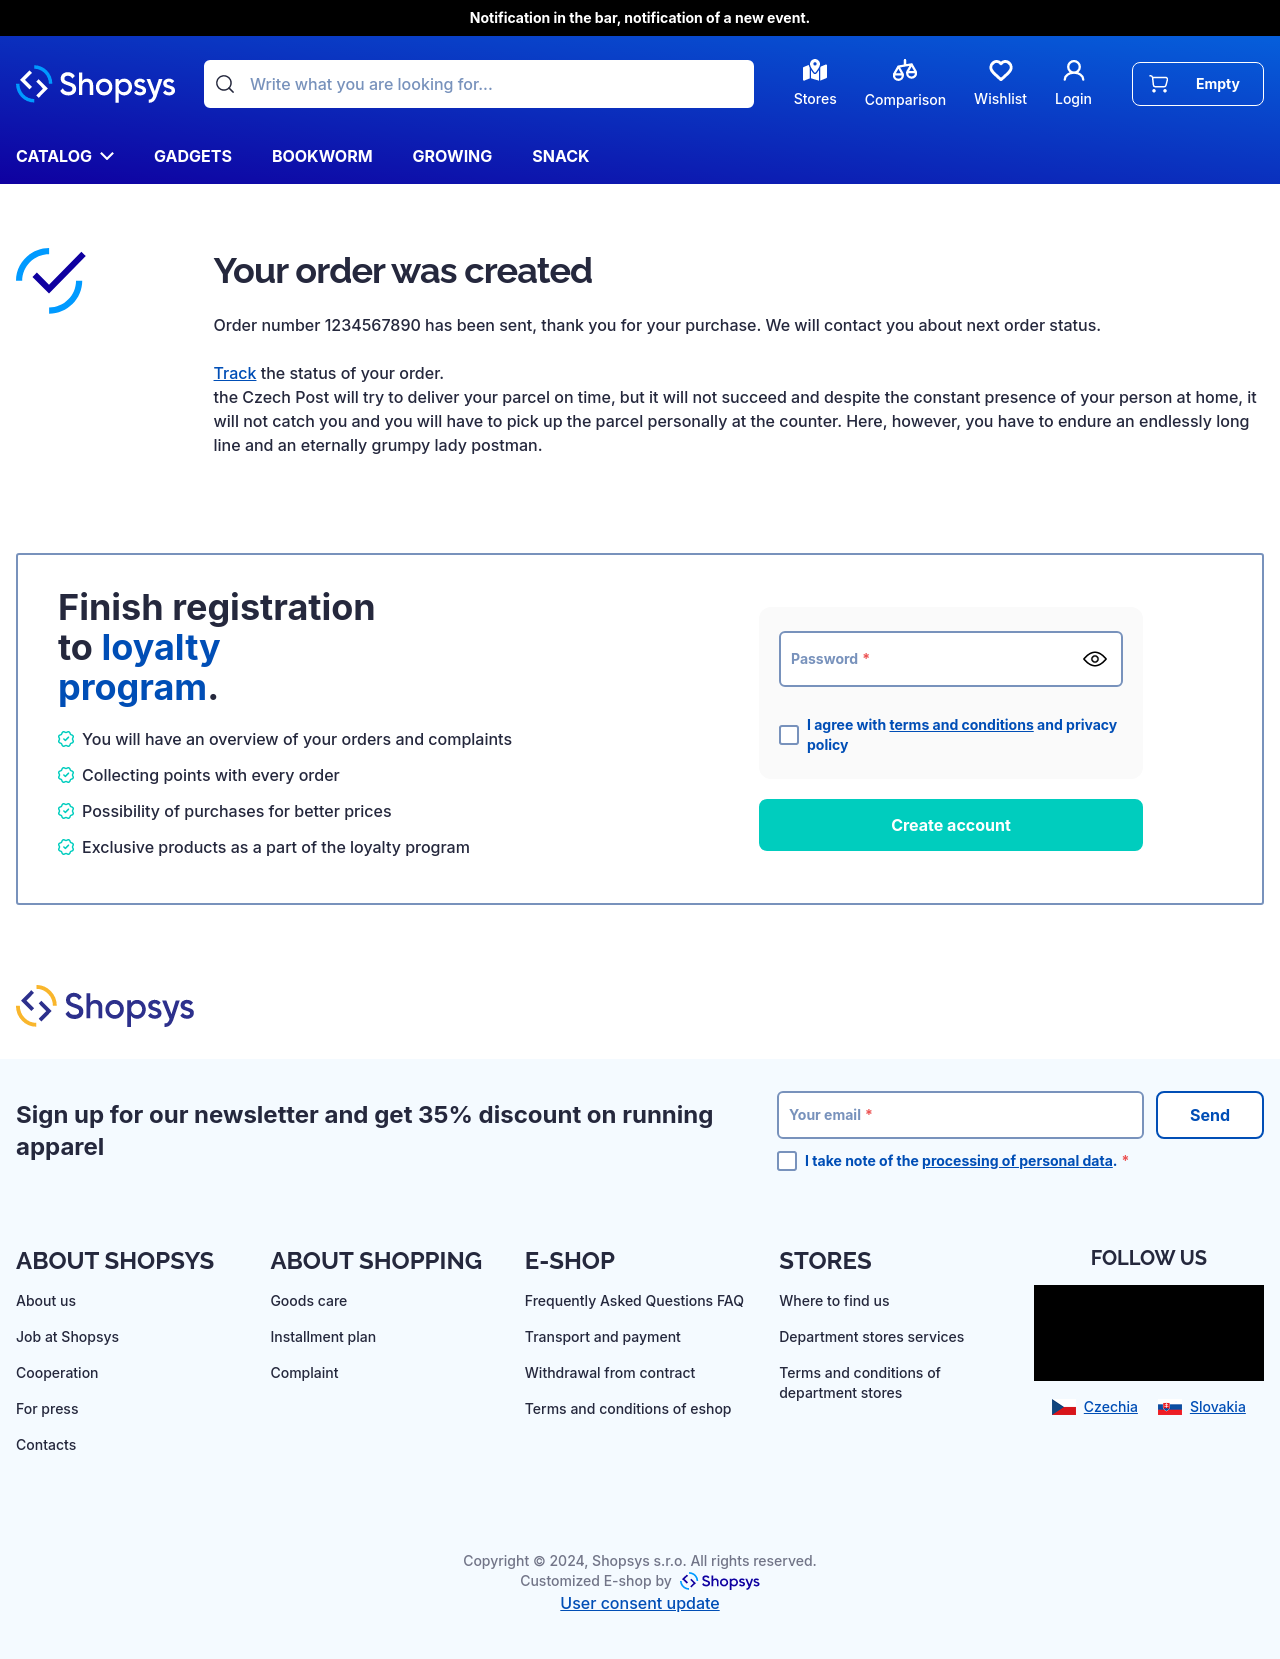 Notification in the bar, notification of a new event.
Shopsys
Write what you are looking for...
Stores
Comparison
Wishlist
Login
Empty
CATALOG
GADGETS
BOOKWORM
GROWING
SNACK
Your order was created
Order number 1234567890 has been sent, thank you for your purchase. We will contact you about next order status.
Track the status of your order.
the Czech Post will try to deliver your parcel on time, but it will not succeed and despite the constant presence of your person at home, it
will not catch you and you will have to pick up the parcel personally at the counter. Here, however, you have to endure an endlessly long
line and an eternally grumpy lady postman.
Finish registration
to loyalty
program.
You will have an overview of your orders and complaints
Collecting points with every order
Possibility of purchases for better prices
Exclusive products as a part of the loyalty program
Password *
I agree with terms and conditions and privacy
policy
Create account
Shopsys
Sign up for our newsletter and get 35% discount on running
apparel
Your email *
Send
I take note of the processing of personal data. *
ABOUT SHOPSYS
About us
Job at Shopsys
Cooperation
For press
Contacts
ABOUT SHOPPING
Goods care
Installment plan
Complaint
E-SHOP
Frequently Asked Questions FAQ
Transport and payment
Withdrawal from contract
Terms and conditions of eshop
STORES
Where to find us
Department stores services
Terms and conditions of
department stores
FOLLOW US
Czechia
Slovakia
Copyright © 2024, Shopsys s.r.o. All rights reserved.
Customized E-shop by Shopsys
User consent update